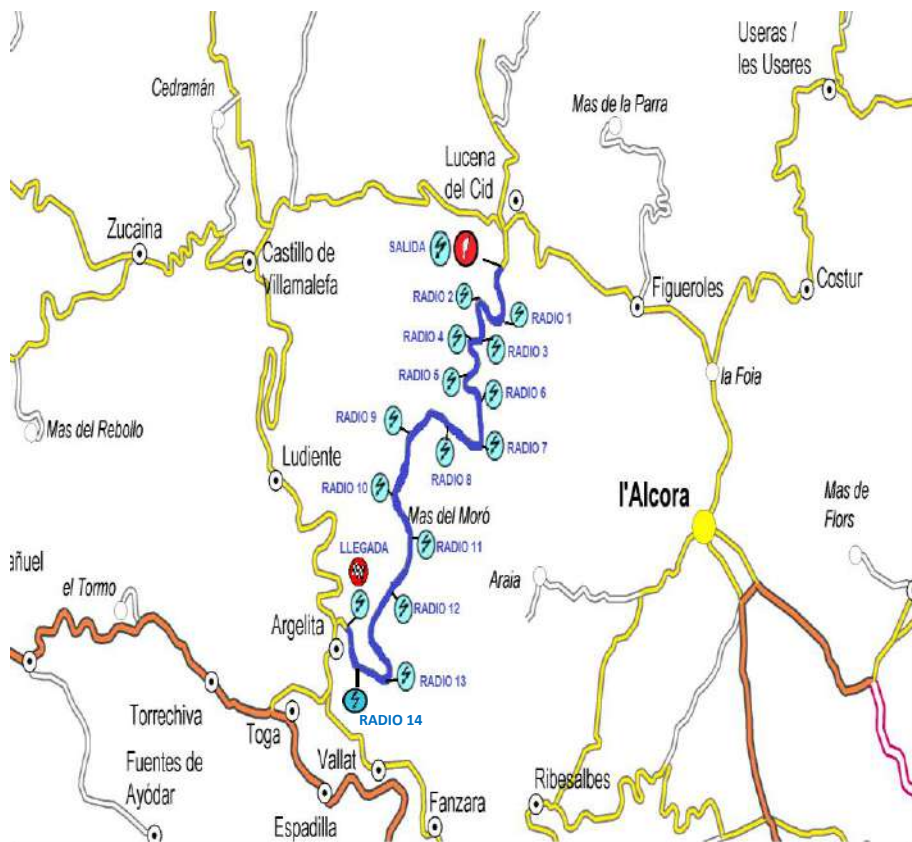 Useras /
les Useres
Cedramán
Mas de la Parra
Lucena
del Cid
Zucaina
SALIDA
Castillo de
Villamalefa
RADIO 2
Figueroles
Costur
RADIO 1
RADIO 4
RADIO 3
la Foia
RADIO 5
RADIO 6
RADIO 9
Mas del Rebollo
RADIO 7
Ludiente
RADIO 8
RADIO 10
l'Alcora
Mas de
Flors
Mas del Moró
RADIO 11
LLEGADA
añuel
el Tormo
Araia
RADIO 12
Argelita
RADIO 13
Torrechiva
RADIO 14
Toga
Fuentes de
Ayódar
Vallat
Ribesalbes
Fanzara
Espadilla